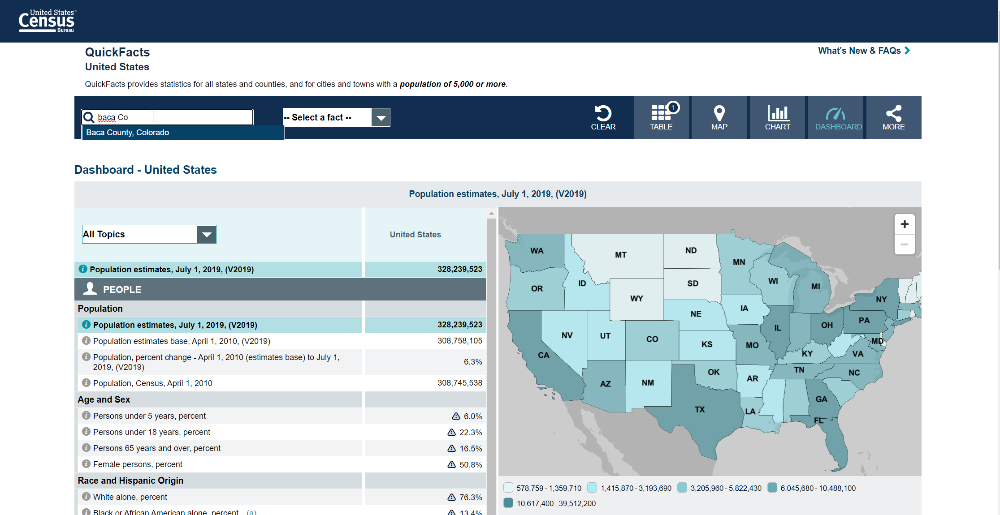 United States™
Census
Bureau
QuickFacts
What's New & FAQs
United States
QuickFacts provides statistics for all states and counties, and for cities and towns with a population of 5,000 or more.
baca Co
-- Select a fact --
CLEAR
1
TABLE
MAP
CHART
DASHBOARD
MORE
Baca County, Colorado
Dashboard - United States
Population estimates, July 1, 2019, (V2019)
All Topics
United States
Population estimates, July 1, 2019, (V2019) 328,239,523
PEOPLE
Population
Population estimates, July 1, 2019, (V2019) 328,239,523
Population estimates base, April 1, 2010, (V2019) 308,758,105
Population, percent change - April 1, 2010 (estimates base) to July 1,
2019, (V2019) 6.3%
Population, Census, April 1, 2010 308,745,538
Age and Sex
Persons under 5 years, percent 6.0%
Persons under 18 years, percent 22.3%
Persons 65 years and over, percent 16.5%
Female persons, percent 50.8%
Race and Hispanic Origin
White alone, percent 76.3%
Black or African American alone, percent (a) 13.4%
+
−
WA
MT
ND
MN
OR
ID
SD
WI
MI
WY
NY
NE
IA
PA
NV
UT
CO
IL
OH
KS
MO
MD
CA
KY
VA
OK
TN
NC
AZ
NM
AR
GA
TX
LA
FL
578,759 - 1,359,710
1,415,870 - 3,193,690
3,205,960 - 5,822,430
6,045,680 - 10,488,100
10,617,400 - 39,512,200